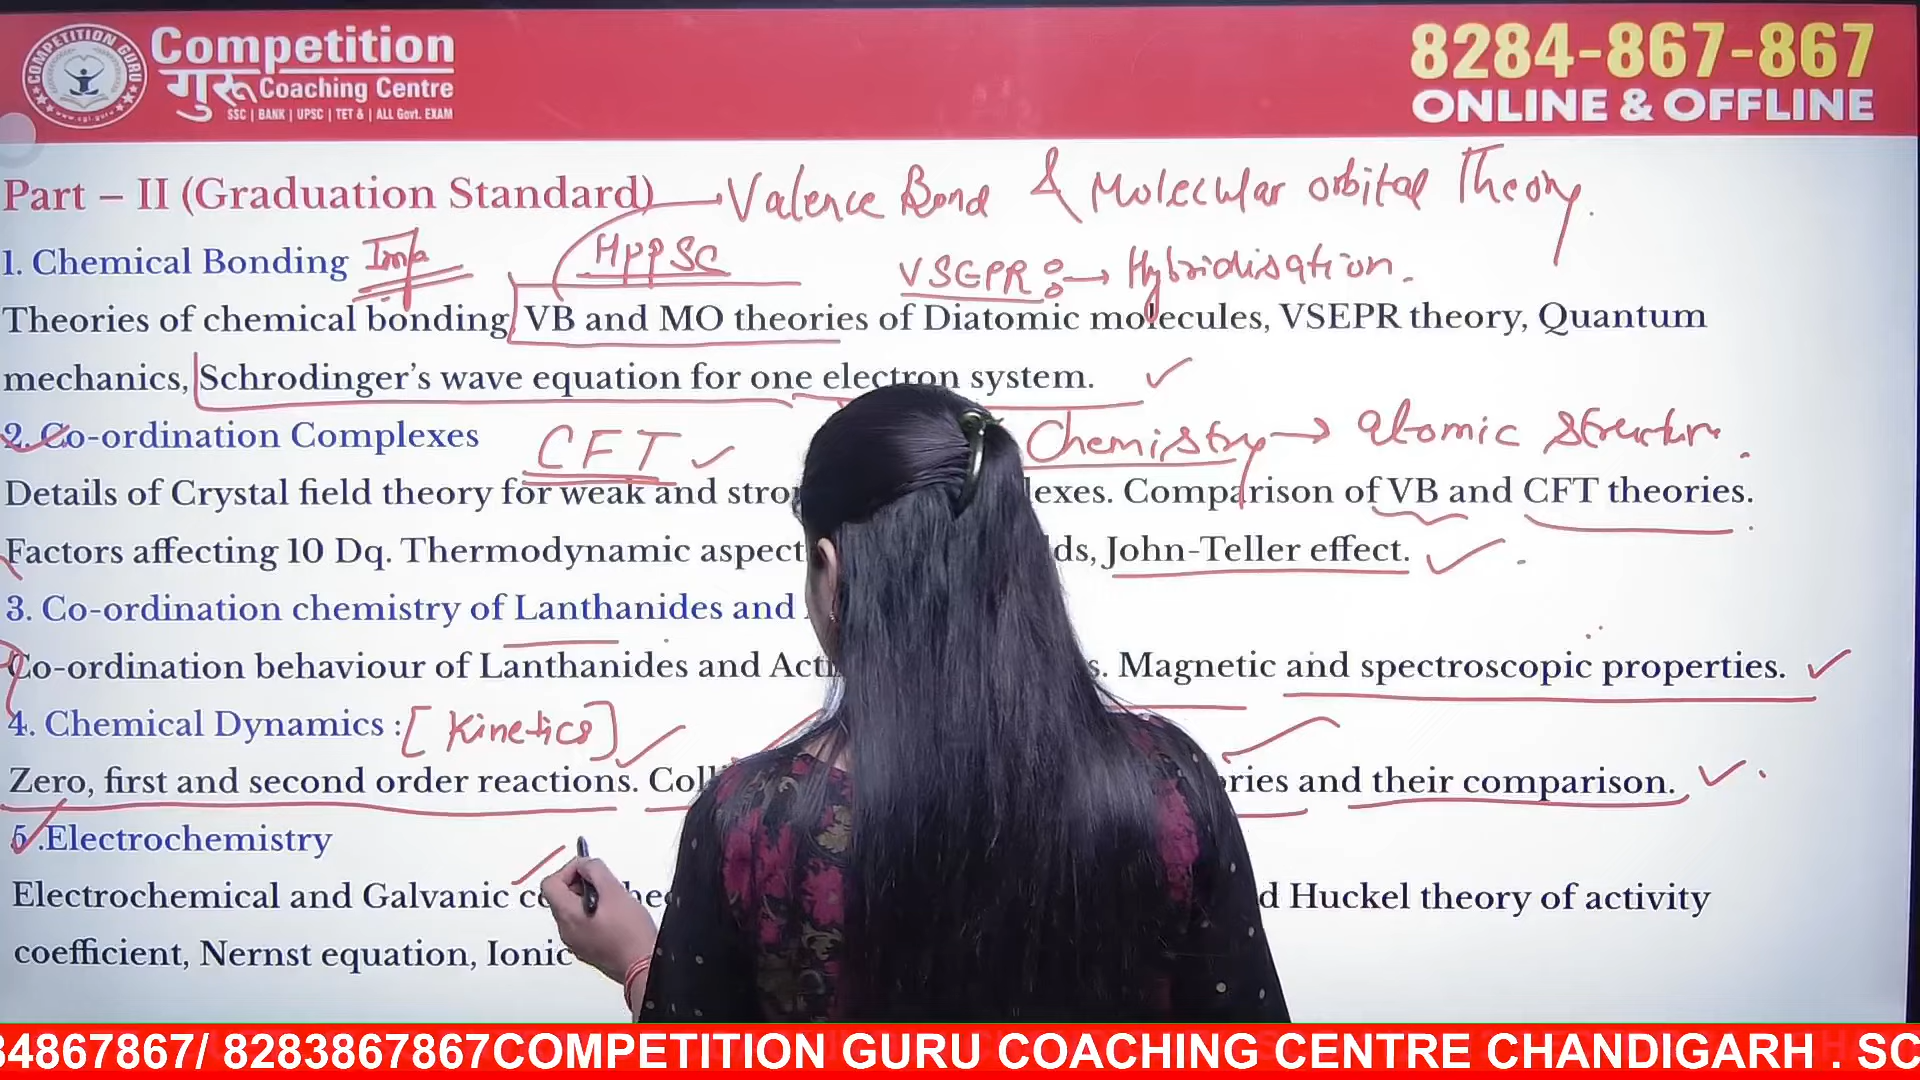 COMPETITION GURU
Competition
गुरू Coaching Centre
SSC | BANK | UPSC | TET & | ALL Govt. EXAM
8284-867-867
ONLINE & OFFLINE
Part – II (Graduation Standard)
Valence Bond & Molecular orbital Theory.
1. Chemical Bonding Imp
HPPSC
VSEPR :→ Hybridisation.
Theories of chemical bonding, VB and MO theories of Diatomic molecules, VSEPR theory, Quantum
mechanics, Schrodinger's wave equation for one electron system.
2. Co-ordination Complexes
CFT
Chemistry → atomic structure.
Details of Crystal field theory for weak and stro lexes. Comparison of VB and CFT theories.
Factors affecting 10 Dq. Thermodynamic aspect ds, John-Teller effect.
3. Co-ordination chemistry of Lanthanides and
Co-ordination behaviour of Lanthanides and Acti s. Magnetic and spectroscopic properties.
4. Chemical Dynamics : [Kinetics]
Zero, first and second order reactions. Coll ries and their comparison.
5 .Electrochemistry
Electrochemical and Galvanic ce d Huckel theory of activity
coefficient, Nernst equation, Ionic
34867867/ 8283867867COMPETITION GURU COACHING CENTRE CHANDIGARH . SC